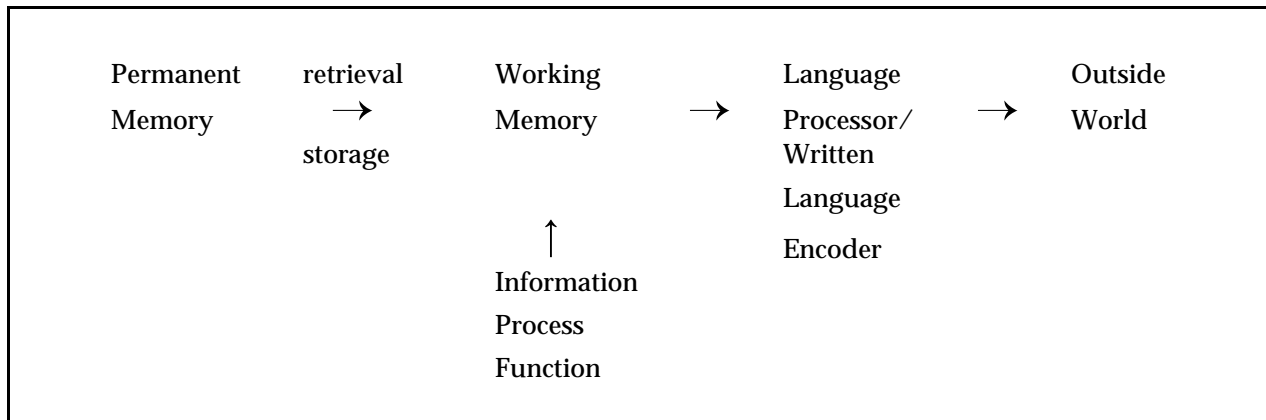 Permanent
Memory
retrieval
→
storage
Working
Memory
→
Language
Processor/
Written
Language
Encoder
→
Outside
World
↑
Information
Process
Function